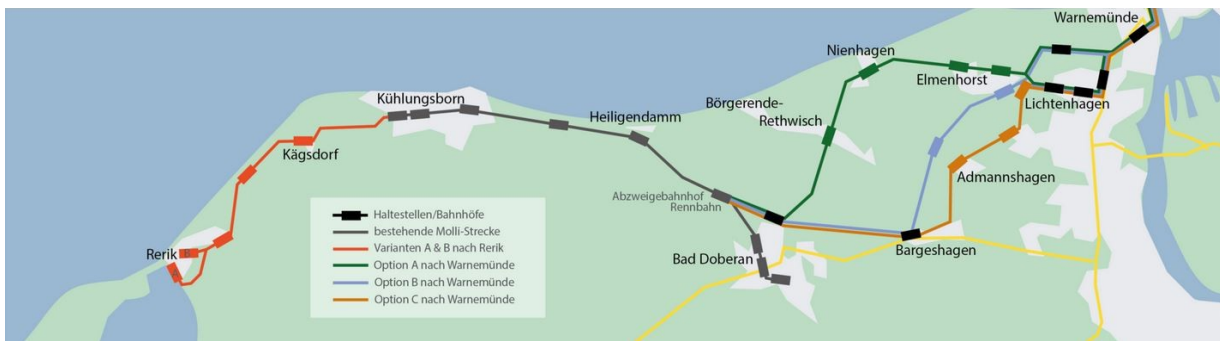 Warnemünde
Nienhagen
Elmenhorst
Lichtenhagen
Kühlungsborn
Börgerende-
Rethwisch
Heiligendamm
Kägsdorf
Admannshagen
Abzweigebahnhof
Rennbahn
Rerik
B
Bad Doberan
Bargeshagen
Haltestellen/Bahnhöfe
bestehende Molli-Strecke
Varianten A & B nach Rerik
Option A nach Warnemünde
Option B nach Warnemünde
Option C nach Warnemünde